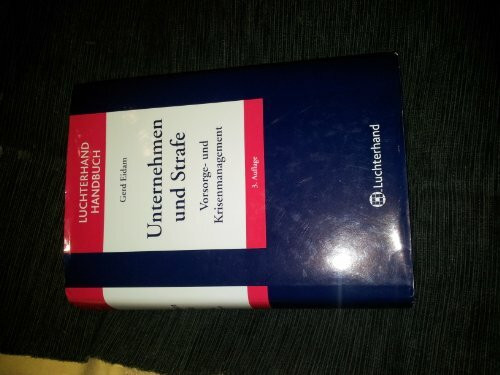 LUCHTERHAND
HANDBUCH
Gerd Eidam
Unternehmen
und Strafe
Vorsorge- und
Krisenmanagement
3. Auflage
Luchterhand